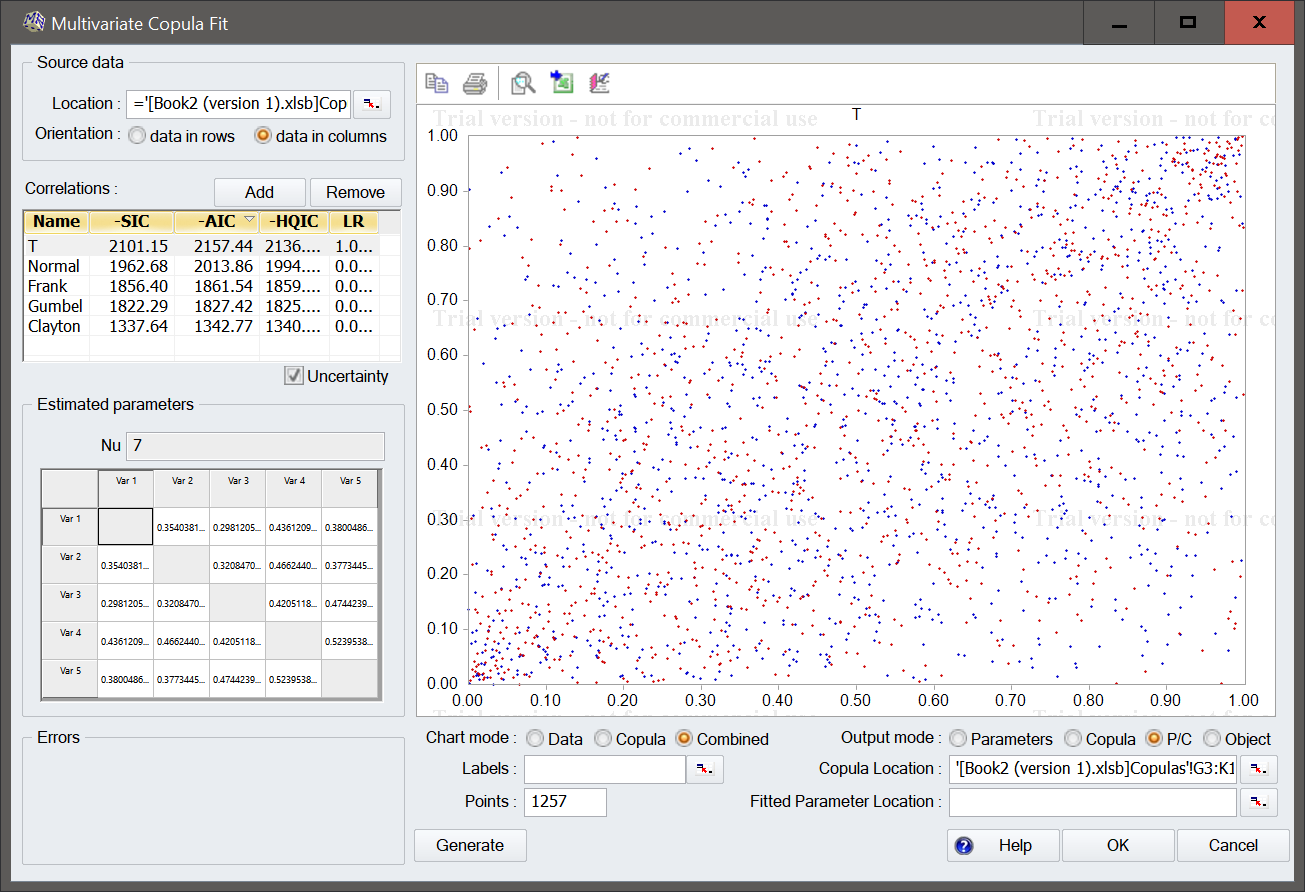 Multivariate Copula Fit
Source data
Location : ='[Book2 (version 1).xlsb]Cop
Orientation : data in rows data in columns
Correlations : Add Remove
Name -SIC -AIC -HQIC LR
T 2101.15 2157.44 2136.... 1.0...
Normal 1962.68 2013.86 1994.... 0.0...
Frank 1856.40 1861.54 1859.... 0.0...
Gumbel 1822.29 1827.42 1825.... 0.0...
Clayton 1337.64 1342.77 1340.... 0.0...
Uncertainty
Estimated parameters
Nu 7
Var 1 Var 2 Var 3 Var 4 Var 5
Var 1 0.3540381... 0.2981205... 0.4361209... 0.3800486...
Var 2 0.3540381... 0.3208470... 0.4662440... 0.3773445...
Var 3 0.2981205... 0.3208470... 0.4205118... 0.4744239...
Var 4 0.4361209... 0.4662440... 0.4205118... 0.5239538...
Var 5 0.3800486... 0.3773445... 0.4744239... 0.5239538...
Errors
T
Trial version - not for commercial use Trial version - not for c
1.00
0.90
0.80
0.70
Trial version - not for commercial use Trial version - not for c
0.60
0.50
0.40
0.30
Trial version - not for commercial use Trial version - not for c
0.20
0.10
0.00
0.00 0.10 0.20 0.30 0.40 0.50 0.60 0.70 0.80 0.90 1.00
Chart mode : Data Copula Combined
Output mode : Parameters Copula P/C Object
Labels :
Copula Location : '[Book2 (version 1).xlsb]Copulas'!G3:K1
Points : 1257
Fitted Parameter Location :
Generate
Help OK Cancel